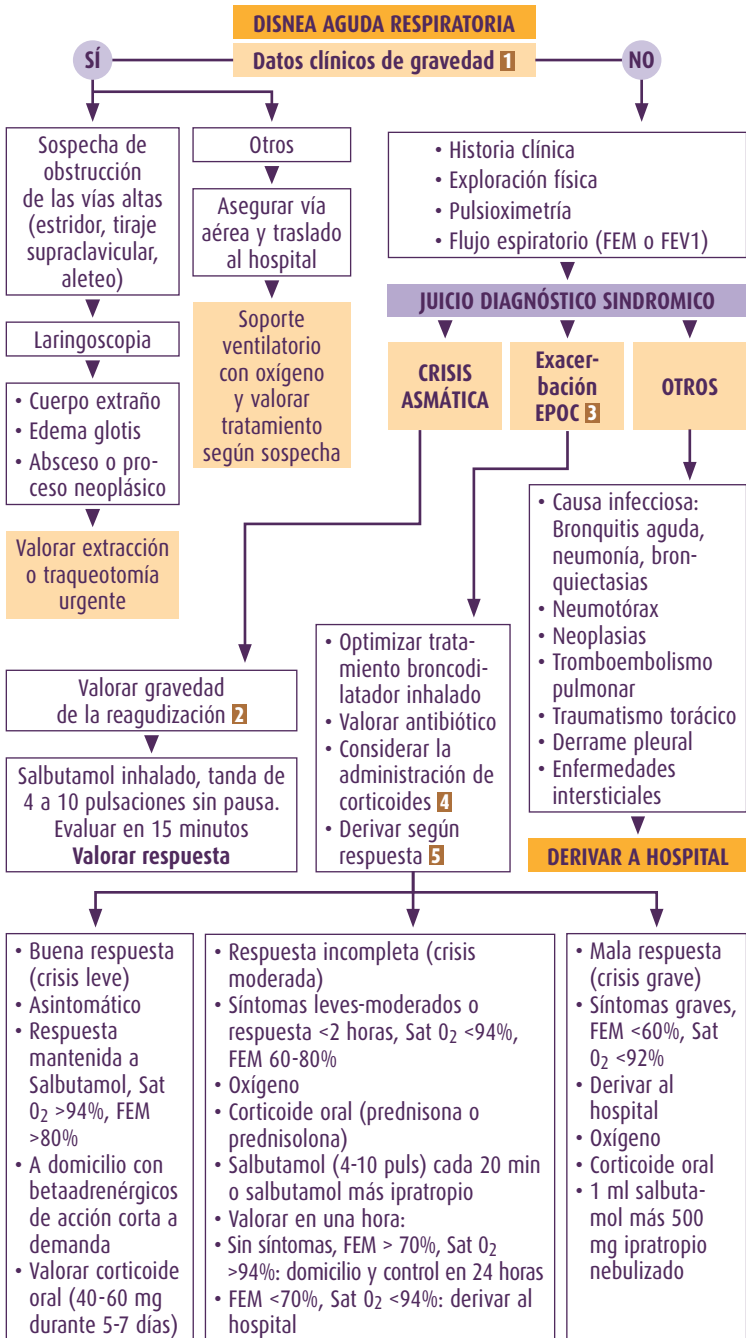 DISNEA AGUDA RESPIRATORIA
SÍ
Datos clínicos de gravedad 1
NO
Sospecha de
obstrucción
de las vías altas
(estridor, tiraje
supraclavicular,
aleteo)
Laringoscopia
• Cuerpo extraño
• Edema glotis
• Absceso o pro-
ceso neoplásico
Valorar extracción
o traqueotomía
urgente
Otros
Asegurar vía
aérea y traslado
al hospital
Soporte
ventilatorio
con oxígeno
y valorar
tratamiento
según sospecha
• Historia clínica
• Exploración física
• Pulsioximetría
• Flujo espiratorio (FEM o FEV1)
JUICIO DIAGNÓSTICO SINDROMICO
CRISIS
ASMÁTICA
Exacer-
bación
EPOC 3
OTROS
Valorar gravedad
de la reagudización 2
Salbutamol inhalado, tanda de
4 a 10 pulsaciones sin pausa.
Evaluar en 15 minutos
Valorar respuesta
• Optimizar trata-
miento broncodi-
latador inhalado
• Valorar antibiótico
• Considerar la
administración de
corticoides 4
• Derivar según
respuesta 5
• Causa infecciosa:
Bronquitis aguda,
neumonía, bron-
quiectasias
• Neumotórax
• Neoplasias
• Tromboembolismo
pulmonar
• Traumatismo torácico
• Derrame pleural
• Enfermedades
intersticiales
DERIVAR A HOSPITAL
• Buena respuesta
(crisis leve)
• Asintomático
• Respuesta
mantenida a
Salbutamol, Sat
O₂ >94%, FEM
>80%
• A domicilio con
betaadrenérgicos
de acción corta a
demanda
• Valorar corticoide
oral (40-60 mg
durante 5-7 días)
• Respuesta incompleta (crisis
moderada)
• Síntomas leves-moderados o
respuesta <2 horas, Sat O₂ <94%,
FEM 60-80%
• Oxígeno
• Corticoide oral (prednisona o
prednisolona)
• Salbutamol (4-10 puls) cada 20 min
o salbutamol más ipratropio
• Valorar en una hora:
• Sin síntomas, FEM > 70%, Sat O₂
>94%: domicilio y control en 24 horas
• FEM <70%, Sat O₂ <94%: derivar al
hospital
• Mala respuesta
(crisis grave)
• Síntomas graves,
FEM <60%, Sat
O₂ <92%
• Derivar al
hospital
• Oxígeno
• Corticoide oral
• 1 ml salbuta-
mol más 500
mg ipratropio
nebulizado